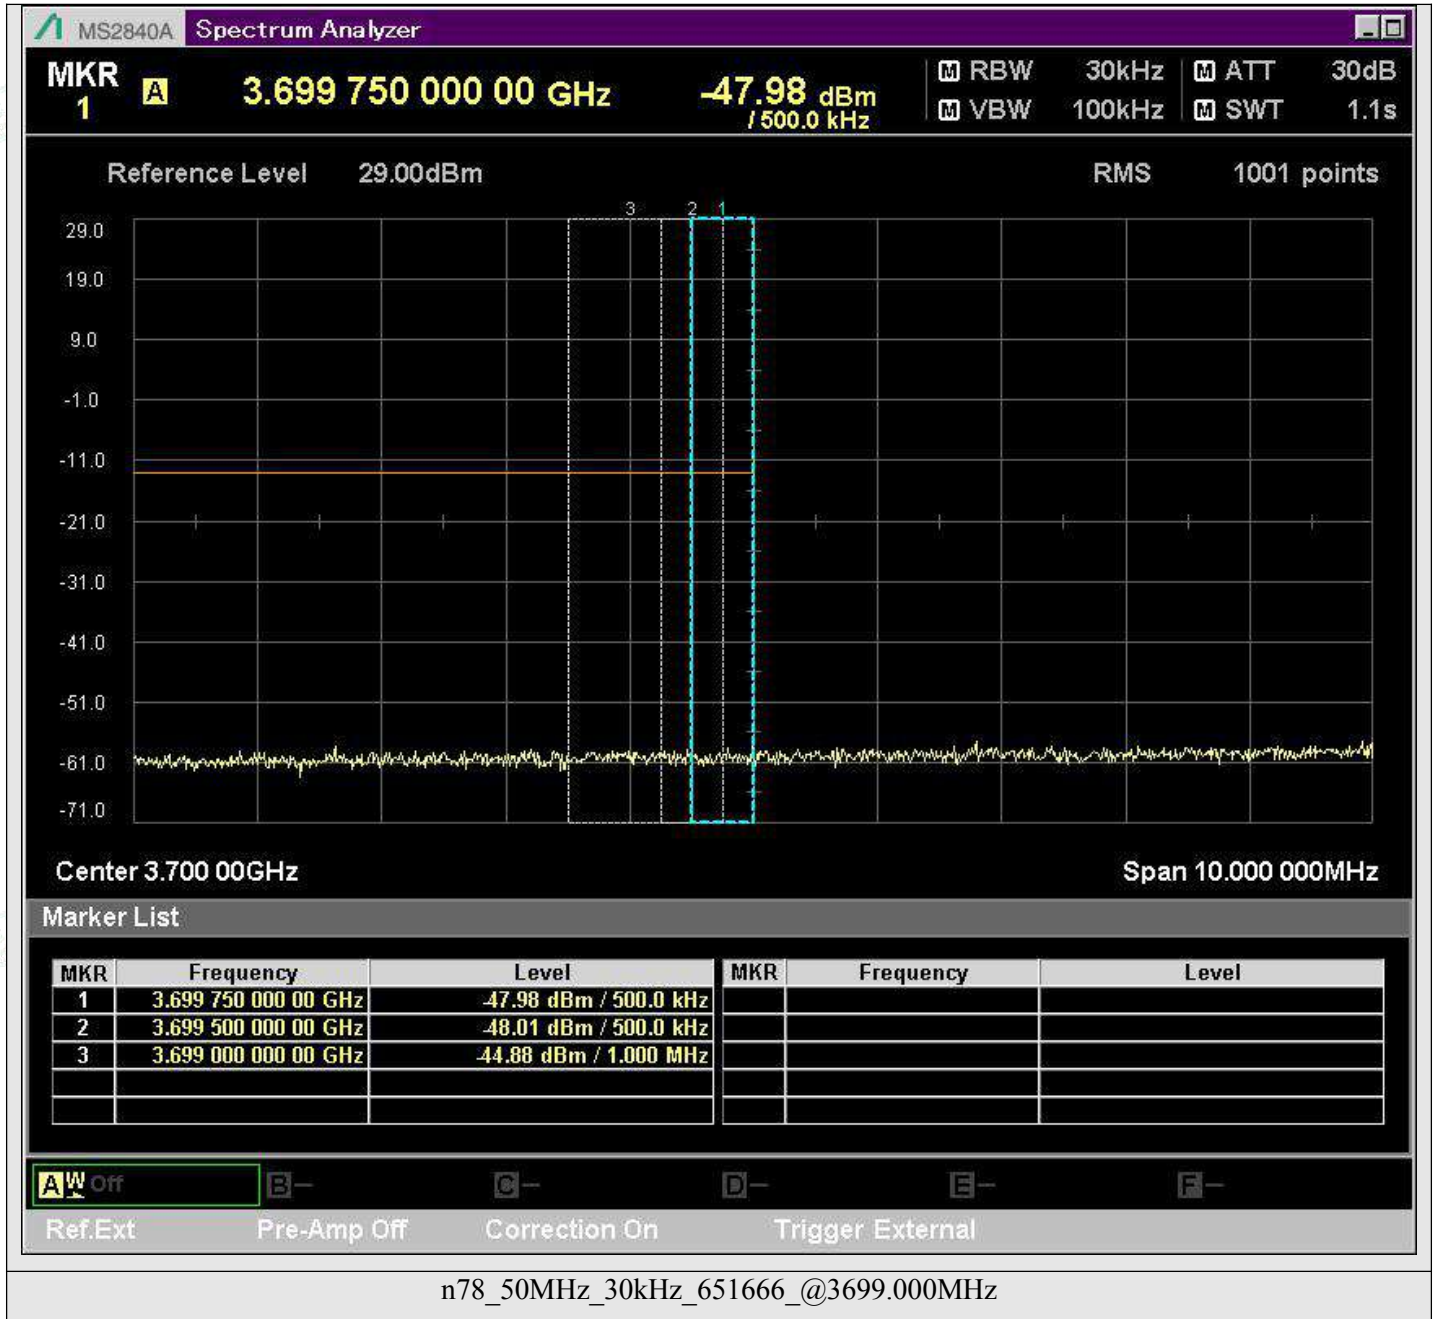 MS2840A Spectrum Analyzer
MKR A 3.699 750 000 00 GHz -47.98 dBm M RBW 30kHz M ATT 30dB
1 / 500.0 kHz M VBW 100kHz M SWT 1.1s
Reference Level 29.00dBm RMS 1001 points
3 2 1
29.0
19.0
9.0
-1.0
-11.0
-21.0
-31.0
-41.0
-51.0
-61.0
-71.0
Center 3.700 00GHz Span 10.000 000MHz
Marker List
MKR Frequency Level MKR Frequency Level
1 3.699 750 000 00 GHz -47.98 dBm / 500.0 kHz
2 3.699 500 000 00 GHz -48.01 dBm / 500.0 kHz
3 3.699 000 000 00 GHz -44.88 dBm / 1.000 MHz
A W Off B – C – D – E – F –
Ref.Ext Pre-Amp Off Correction On Trigger External
n78_50MHz_30kHz_651666_@3699.000MHz